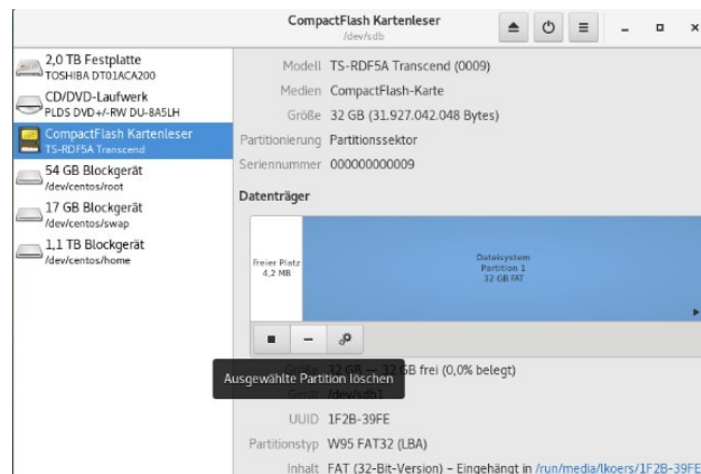 CompactFlash Kartenleser
/dev/sdb
2,0 TB Festplatte
TOSHIBA DT01ACA200
CD/DVD-Laufwerk
PLDS DVD+/-RW DU-8A5LH
CompactFlash Kartenleser
TS-RDF5A Transcend
54 GB Blockgerät
/dev/centos/root
17 GB Blockgerät
/dev/centos/swap
1,1 TB Blockgerät
/dev/centos/home
Modell TS-RDF5A Transcend (0009)
Medien CompactFlash-Karte
Größe 32 GB (31.927.042.048 Bytes)
Partitionierung Partitionssektor
Seriennummer 000000000009
Datenträger
Freier Platz
4,2 MB
Dateisystem
Partition 1
32 GB FAT
Größe 32 GB — 32 GB frei (0,0% belegt)
Ausgewählte Partition löschen
Gerät /dev/sdb1
UUID 1F2B-39FE
Partitionstyp W95 FAT32 (LBA)
Inhalt FAT (32-Bit-Version) – Eingehängt in /run/media/lkoers/1F2B-39FE